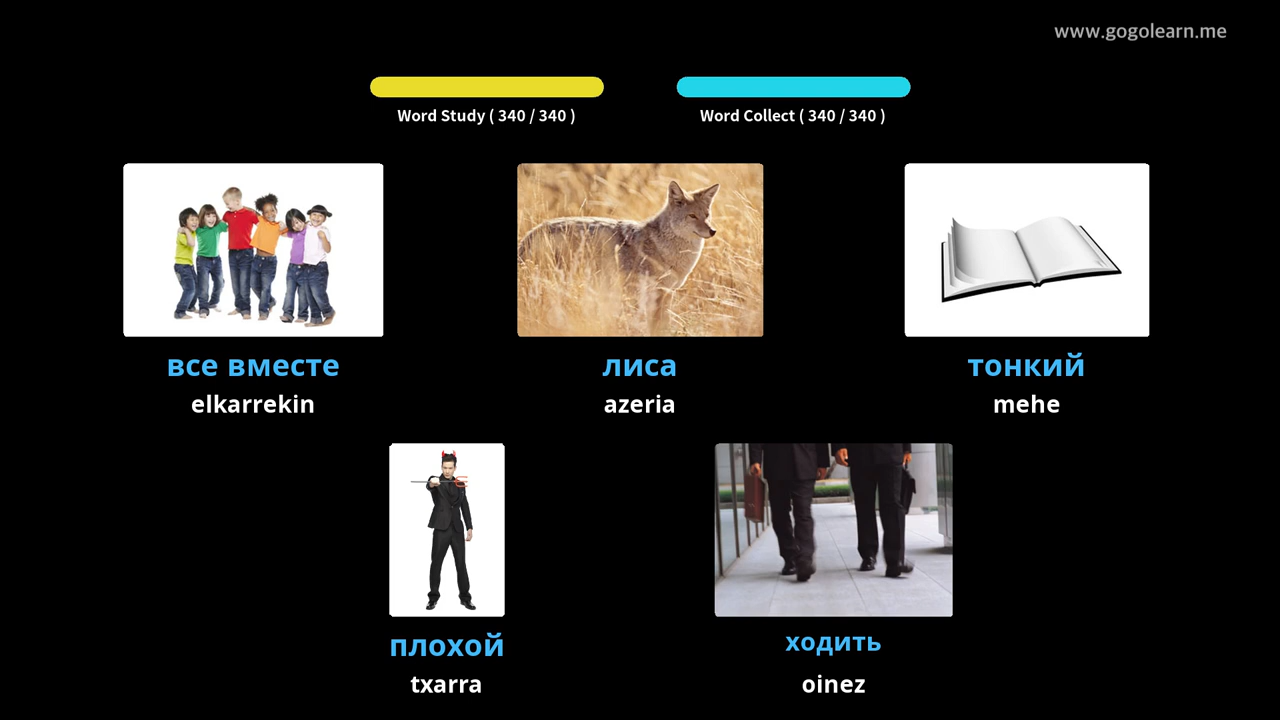 www.gogolearn.me
Word Study ( 340 / 340 )
Word Collect ( 340 / 340 )
все вместе
elkarrekin
лиса
azeria
тонкий
mehe
плохой
txarra
ходить
oinez